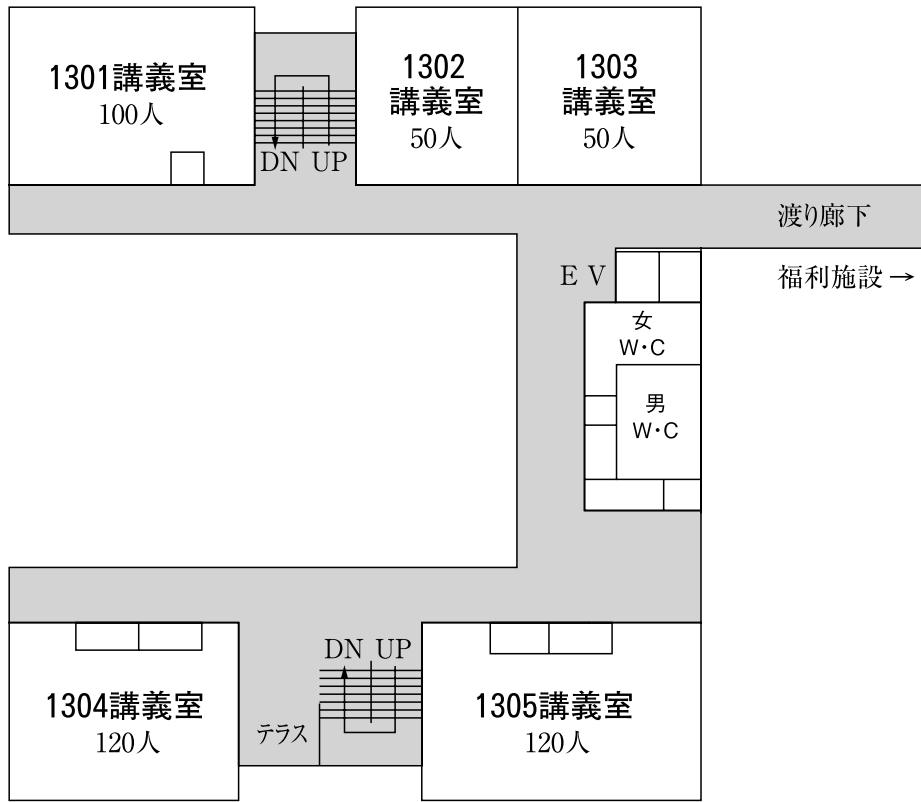 1301講義室
100人
DN UP
1302
講義室
50人
1303
講義室
50人
渡り廊下
福利施設→
E V
女
W・C
男
W・C
DN UP
テラス
1304講義室
120人
1305講義室
120人